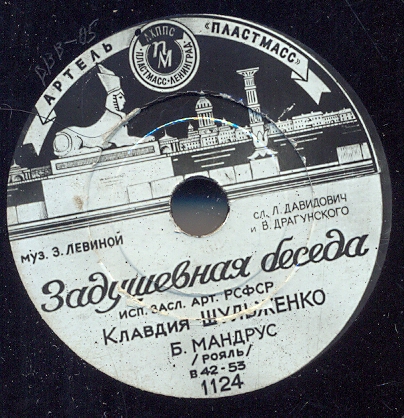 АРТЕЛЬ
«ПЛАСТМАСС»
ПМ
ПЛАСТМАСС•ЛЕНИНГРАД•
муз. З. ЛЕВИНОЙ
сл. Л. ДАВИДОВИЧ
и В. ДРАГУНСКОГО
Задушевная беседа
ИСП. ЗАСЛ. АРТ. РСФСР
КЛАВДИЯ ШУЛЬЖЕНКО
Б. МАНДРУС
/РОЯЛЬ/
В 42-53
1124